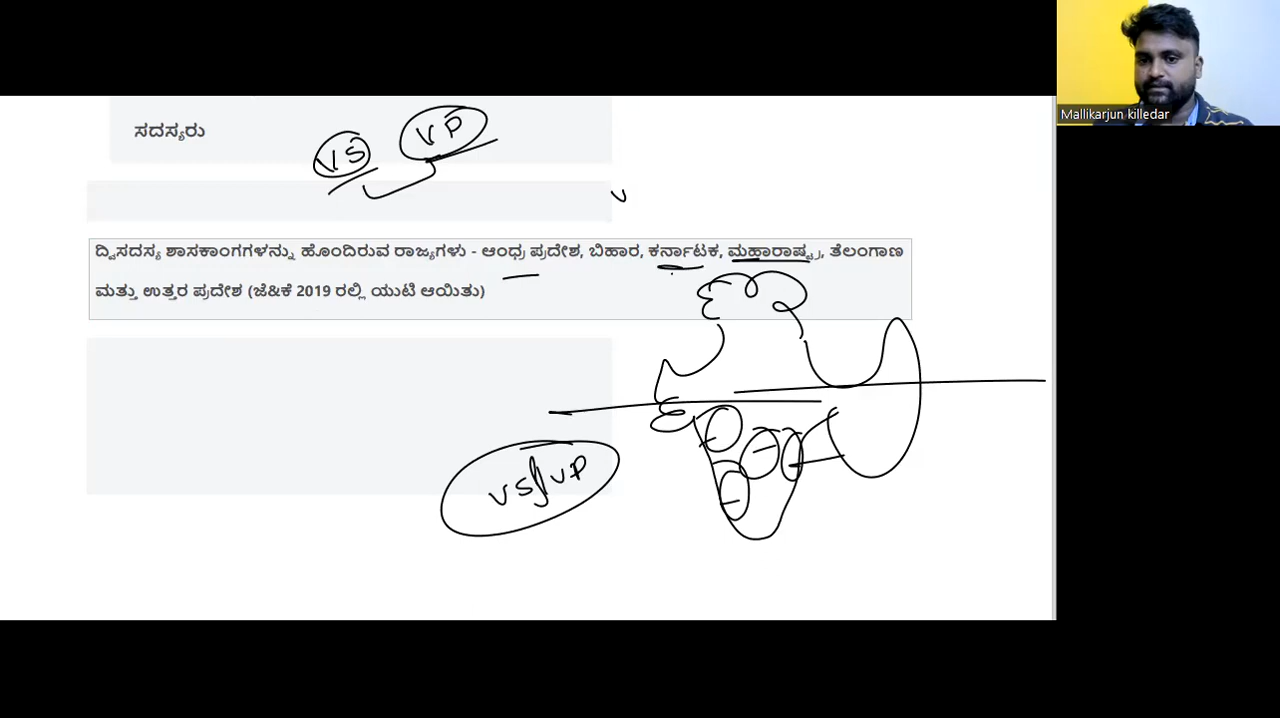 Mallikarjun killedar
ಸದಸ್ಯರು
VS VP
v
ದ್ವಿಸದಸ್ಯ ಶಾಸಕಾಂಗಗಳನ್ನು ಹೊಂದಿರುವ ರಾಜ್ಯಗಳು - ಆಂಧ್ರ ಪ್ರದೇಶ, ಬಿಹಾರ, ಕರ್ನಾಟಕ, ಮಹಾರಾಷ್ಟ್ರ, ತೆಲಂಗಾಣ
ಮತ್ತು ಉತ್ತರ ಪ್ರದೇಶ (ಜೆ&ಕೆ 2019 ರಲ್ಲಿ ಯುಟಿ ಆಯಿತು)
VS VP